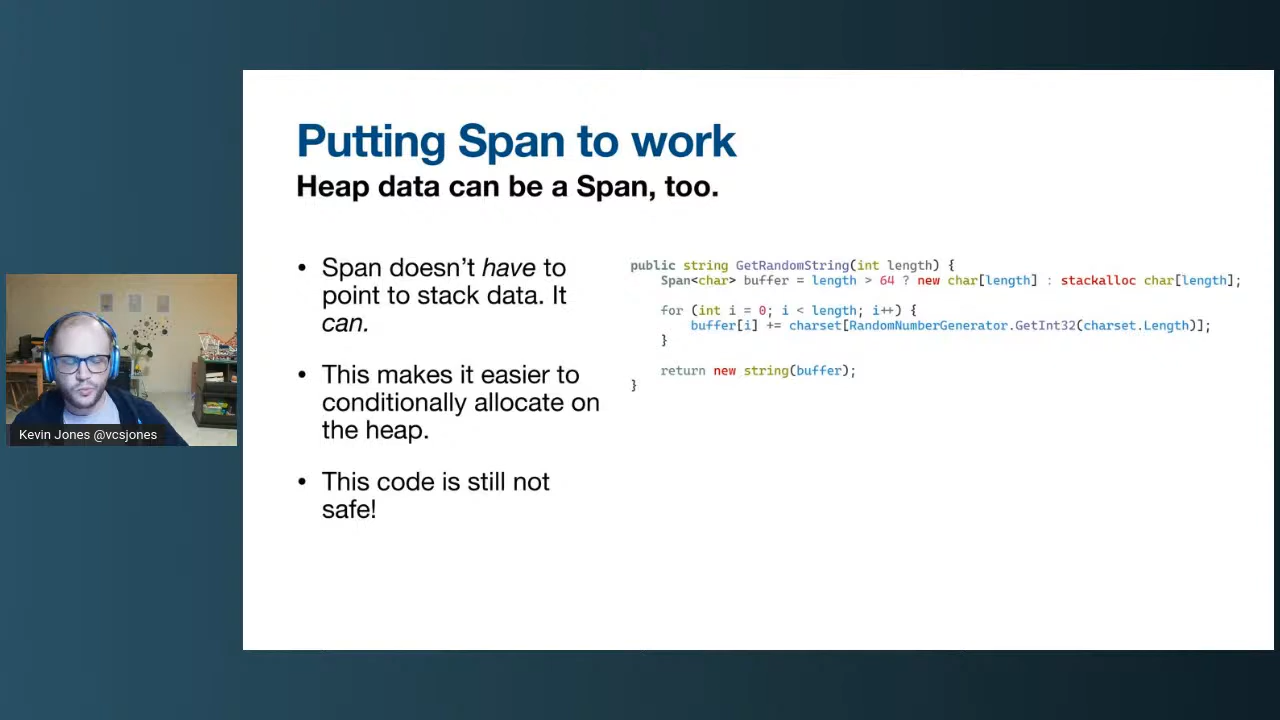 Putting Span to work
Heap data can be a Span, too.
• Span doesn’t have to
point to stack data. It
can.
• This makes it easier to
conditionally allocate on
the heap.
• This code is still not
safe!
public string GetRandomString(int length) {
    Span<char> buffer = length > 64 ? new char[length] : stackalloc char[length];
    for (int i = 0; i < length; i++) {
        buffer[i] += charset[RandomNumberGenerator.GetInt32(charset.Length)];
    }
    return new string(buffer);
}
Kevin Jones @vcsjones